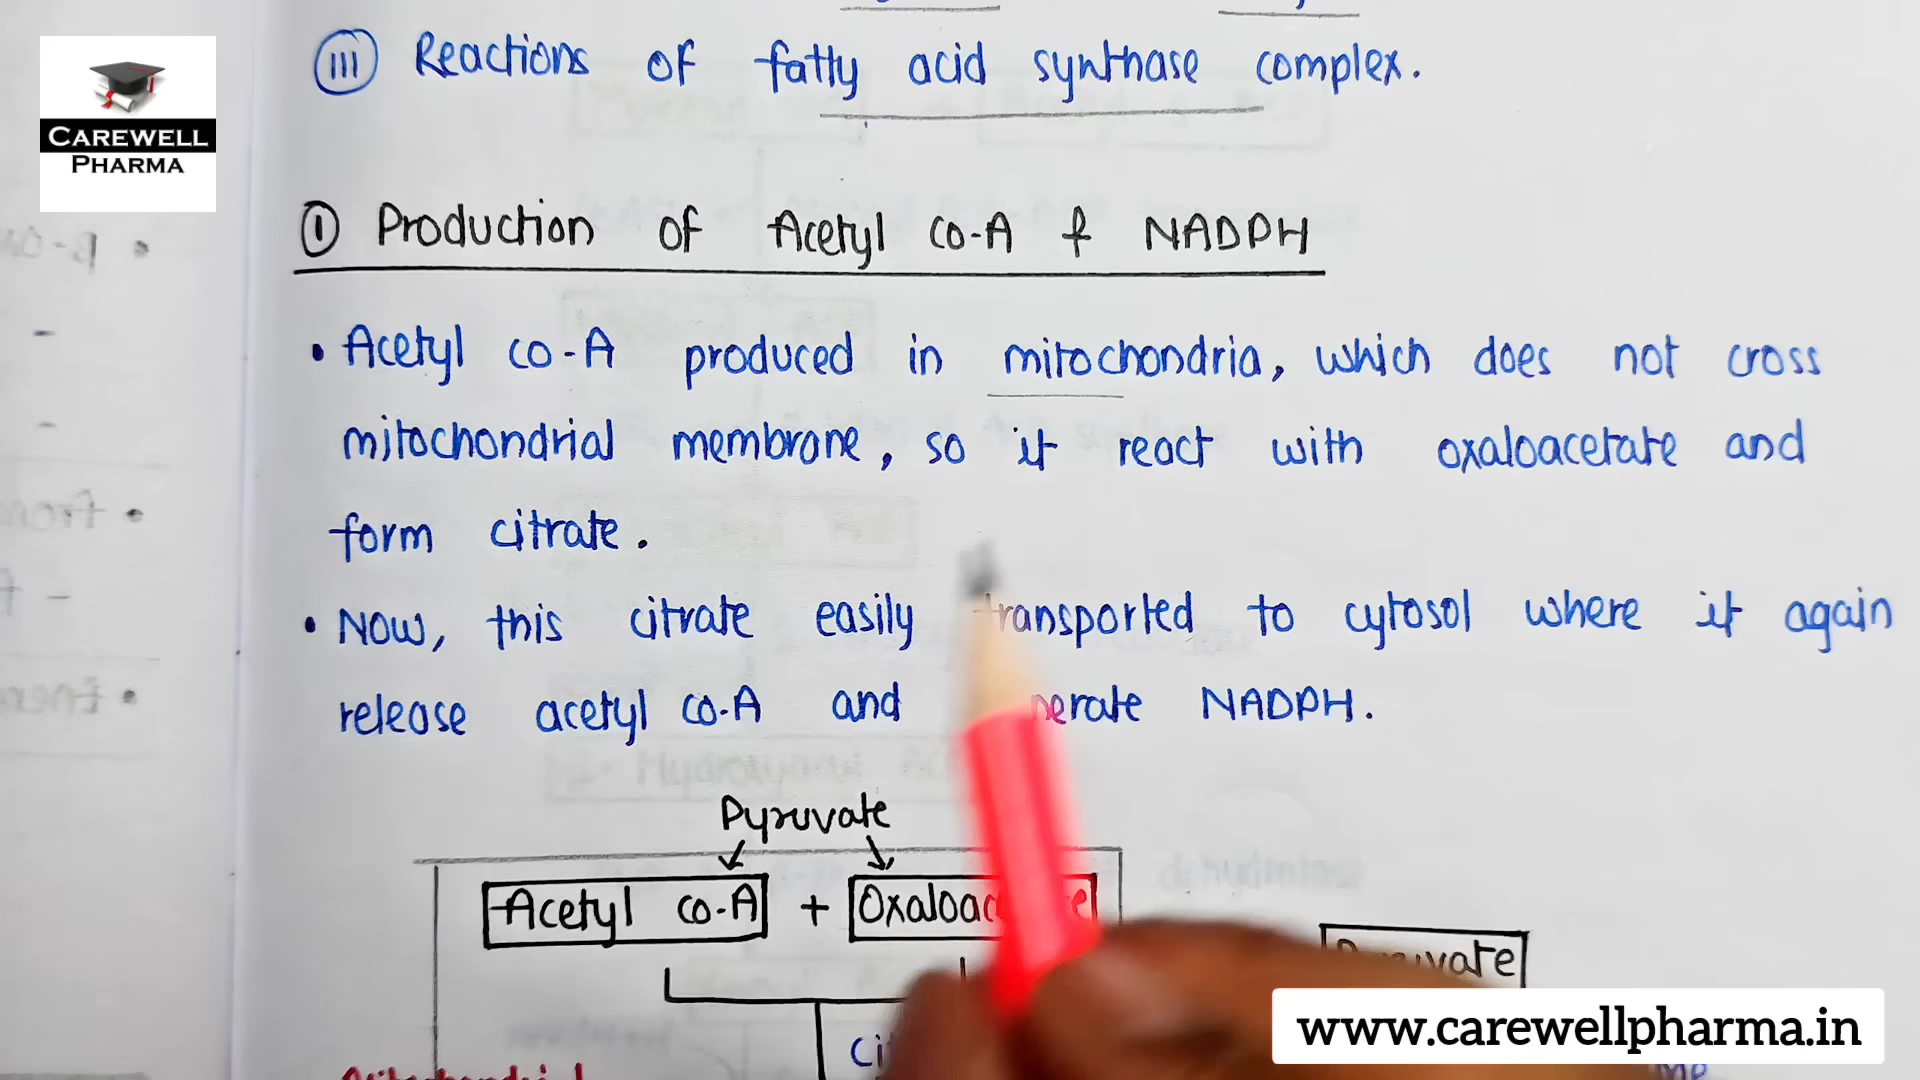 CAREWELL
PHARMA
III Reactions of fatty acid synthase complex.
① Production of Acetyl co-A & NADPH
• Acetyl co-A produced in mitochondria, which does not cross
mitochondrial membrane, so it react with oxaloacetate and
form citrate.
• Now, this citrate easily transported to cytosol where it again
release acetyl co-A and NADPH.
Pyruvate
Acetyl co-A +
www.carewellpharma.in